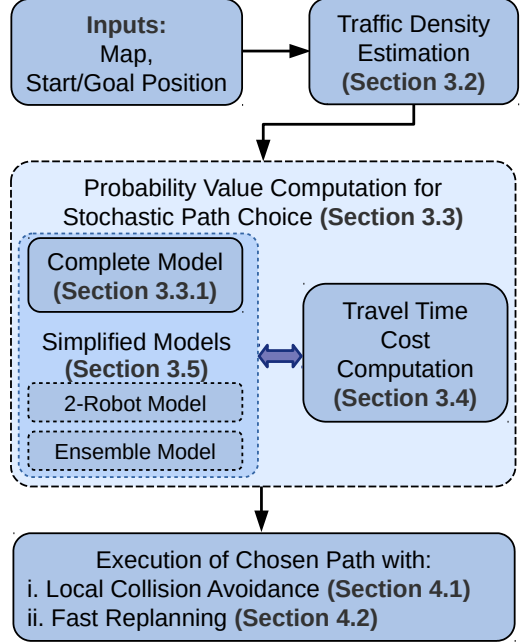 Inputs:
Map,
Start/Goal Position
Traffic Density
Estimation
(Section 3.2)
Probability Value Computation for
Stochastic Path Choice (Section 3.3)
Complete Model
(Section 3.3.1)
Simplified Models
(Section 3.5)
2-Robot Model
Ensemble Model
Travel Time
Cost
Computation
(Section 3.4)
Execution of Chosen Path with:
i. Local Collision Avoidance (Section 4.1)
ii. Fast Replanning (Section 4.2)